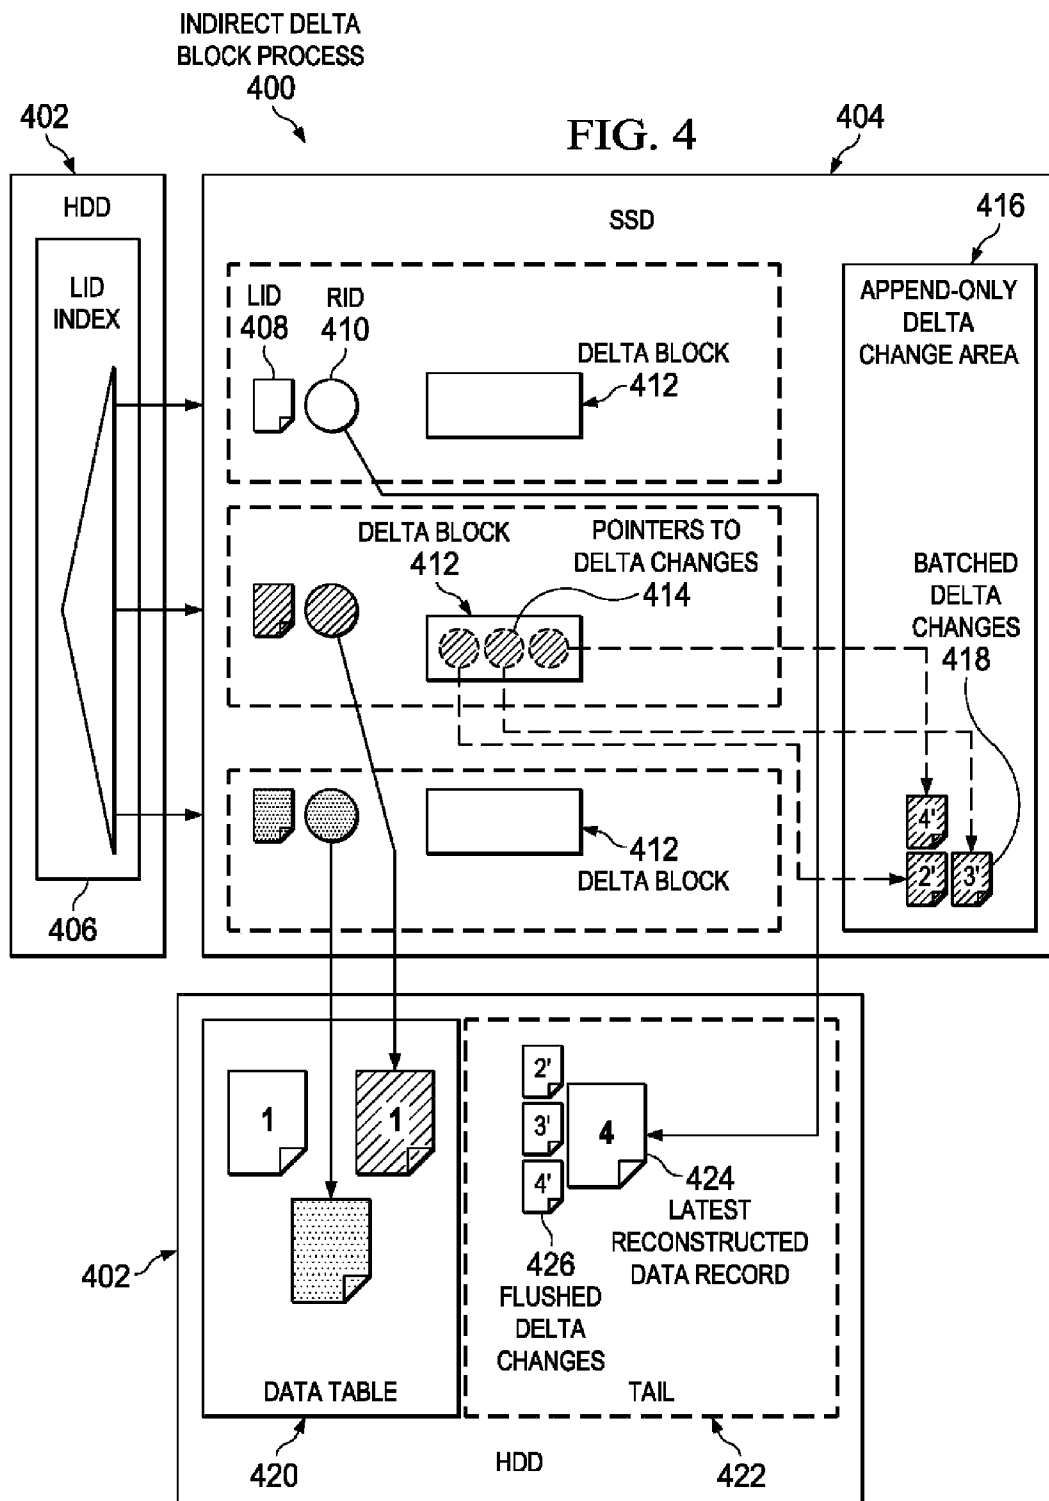 INDIRECT DELTA
BLOCK PROCESS
400
FIG. 4
402
404
HDD
SSD
416
LID
INDEX
APPEND-ONLY
DELTA
CHANGE AREA
LID
408
RID
410
DELTA BLOCK
412
DELTA BLOCK
412
POINTERS TO
DELTA CHANGES
414
BATCHED
DELTA
CHANGES
418
4'
2'
3'
412
DELTA BLOCK
406
1
1
2'
3'
4'
4
424
LATEST
RECONSTRUCTED
DATA RECORD
426
FLUSHED
DELTA
CHANGES
402
DATA TABLE
TAIL
420
HDD
422